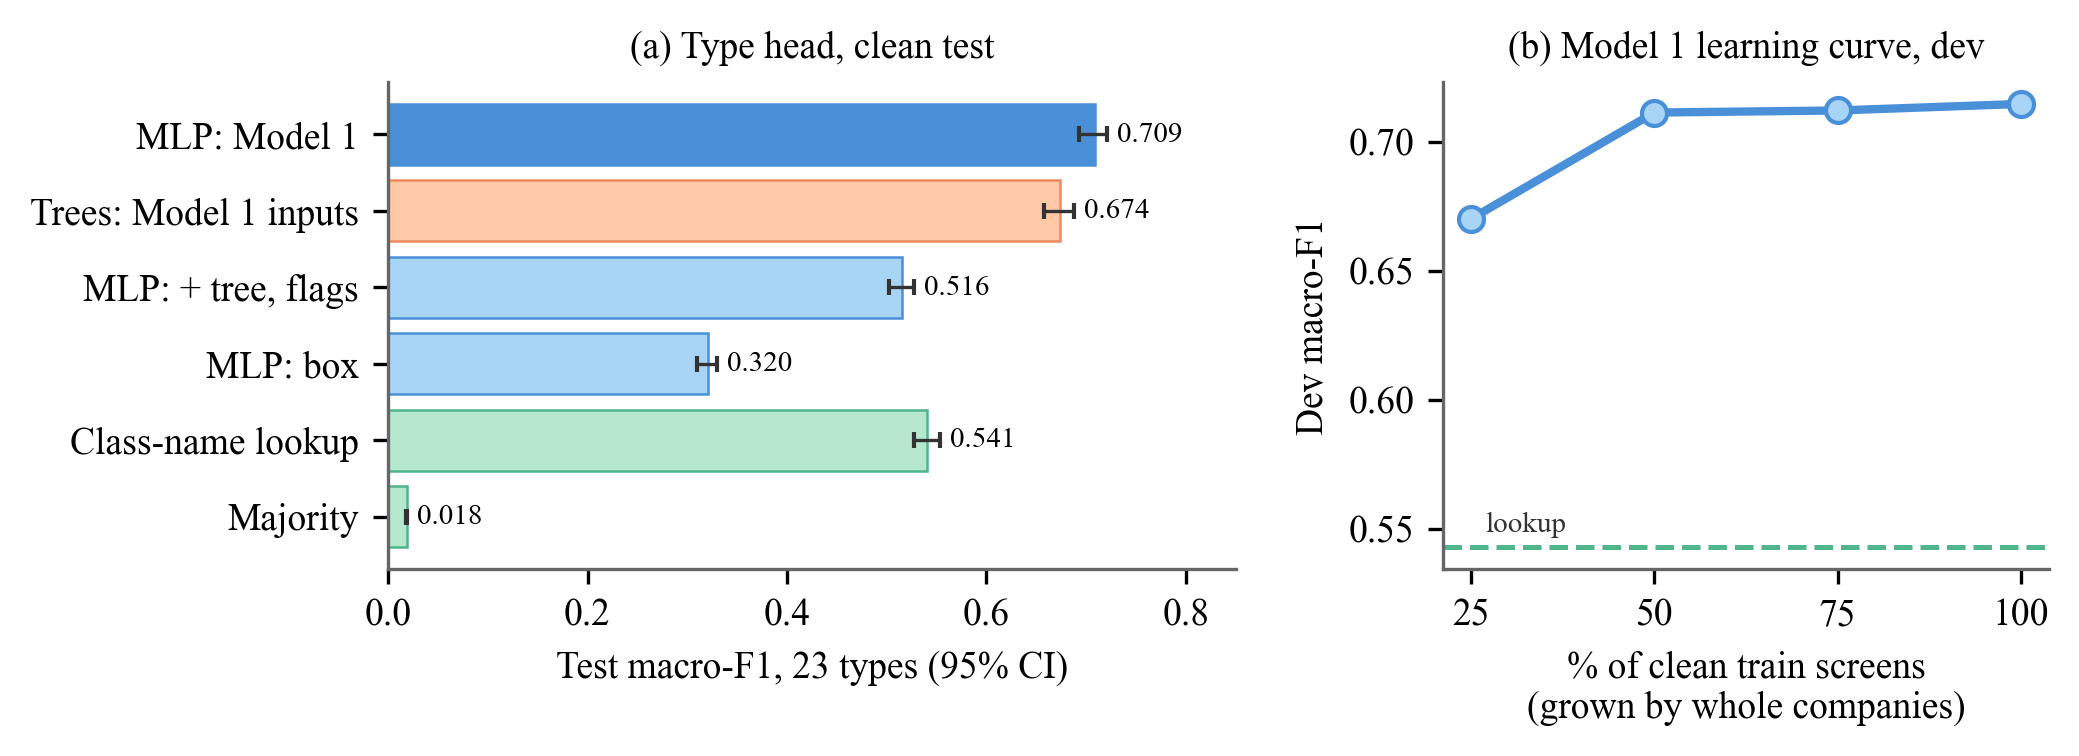 (a) Type head, clean test
MLP: Model 1
0.709
Trees: Model 1 inputs
0.674
MLP: + tree, flags
0.516
MLP: box
0.320
Class-name lookup
0.541
Majority
0.018
0.0 0.2 0.4 0.6 0.8
Test macro-F1, 23 types (95% CI)
(b) Model 1 learning curve, dev
Dev macro-F1
0.70
0.65
0.60
0.55
lookup
25 50 75 100
% of clean train screens
(grown by whole companies)